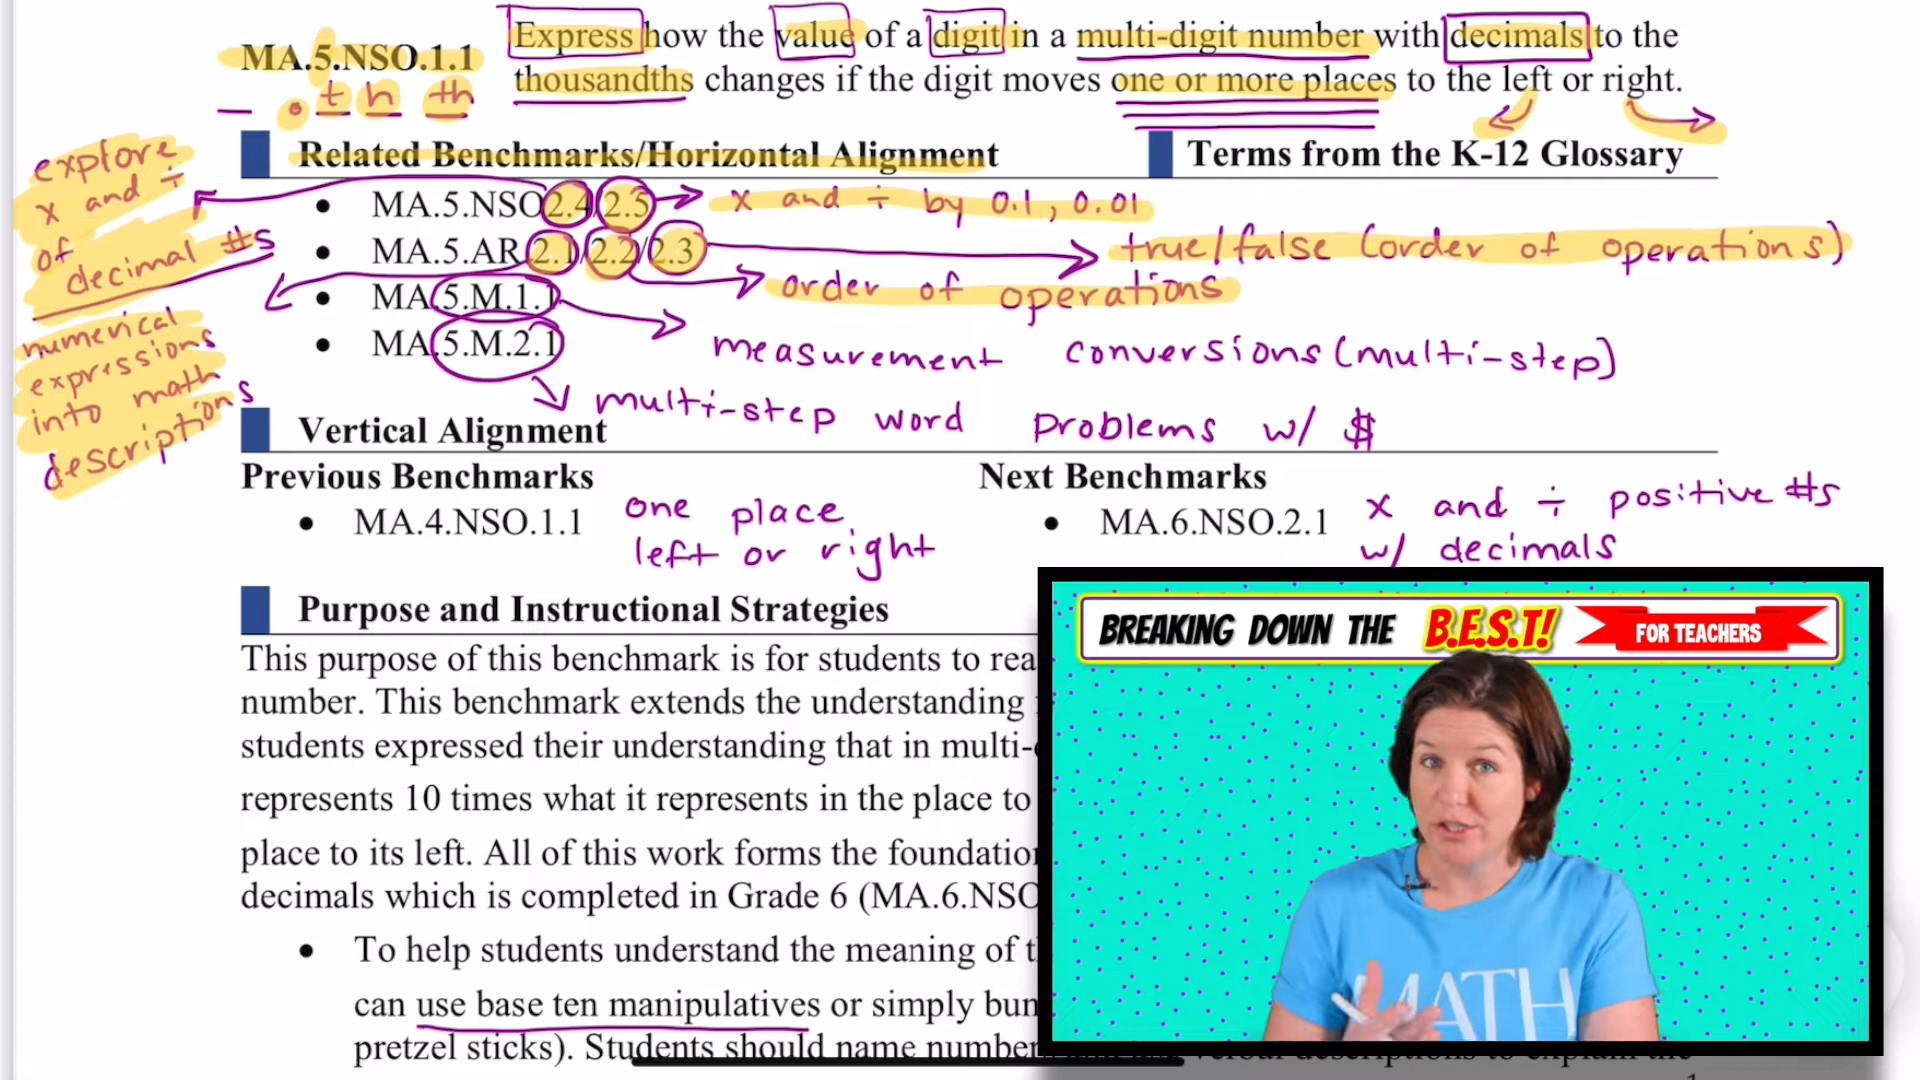 MA.5.NSO.1.1
Express how the value of a digit in a multi-digit number with decimals to the
thousandths changes if the digit moves one or more places to the left or right.
_ . t h th
Related Benchmarks/Horizontal Alignment
Terms from the K-12 Glossary
explore
x and ÷
of
decimal #s
• MA.5.NSO.2.4/2.5
x and ÷ by 0.1, 0.01
• MA.5.AR.2.1/2.2/2.3
true/false (order of operations)
order of operations
• MA.5.M.1.1
measurement conversions (multi-step)
• MA.5.M.2.1
multi-step word problems w/ $
numerical
expressions
into math
descriptions
Vertical Alignment
Previous Benchmarks
• MA.4.NSO.1.1
one place
left or right
Next Benchmarks
• MA.6.NSO.2.1
x and ÷ positive #s
w/ decimals
Purpose and Instructional Strategies
This purpose of this benchmark is for students to rea
number. This benchmark extends the understanding
students expressed their understanding that in multi-
represents 10 times what it represents in the place to
place to its left. All of this work forms the foundation
decimals which is completed in Grade 6 (MA.6.NSO
• To help students understand the meaning of t
can use base ten manipulatives or simply bun
pretzel sticks). Students should name number
BREAKING DOWN THE B.E.S.T!
FOR TEACHERS
MATH